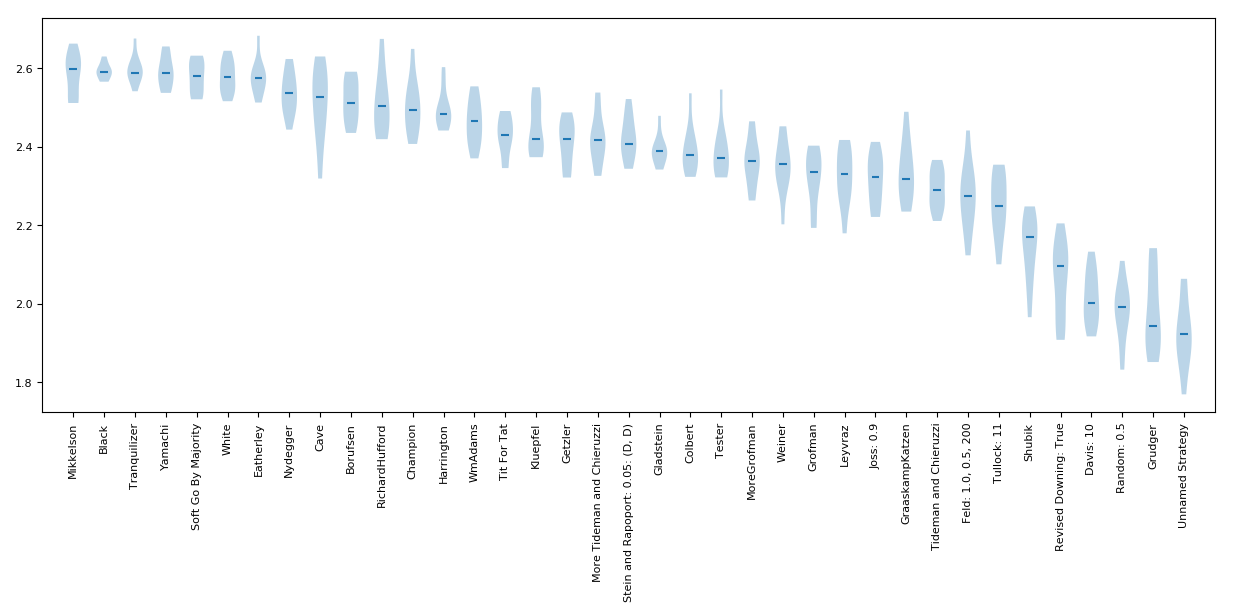 2.6
2.4
2.2
2.0
1.8
Mikkelson
Black
Tranquilizer
Yamachi
Soft Go By Majority
White
Eatherley
Nydegger
Cave
Borufsen
RichardHufford
Champion
Harrington
WmAdams
Tit For Tat
Kluepfel
Getzler
More Tideman and Chieruzzi
Stein and Rapoport: 0.05: (D, D)
Gladstein
Colbert
Tester
MoreGrofman
Weiner
Grofman
Leyvraz
Joss: 0.9
GraaskampKatzen
Tideman and Chieruzzi
Feld: 1.0, 0.5, 200
Tullock: 11
Shubik
Revised Downing: True
Davis: 10
Random: 0.5
Grudger
Unnamed Strategy